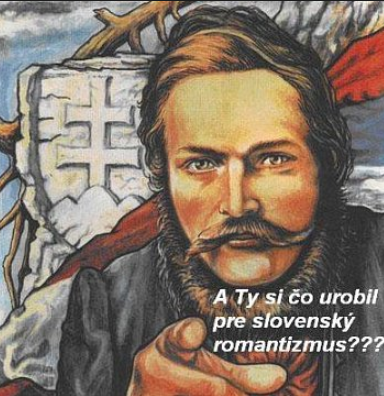 A Ty si čo urobil
pre slovenský
romantizmus???